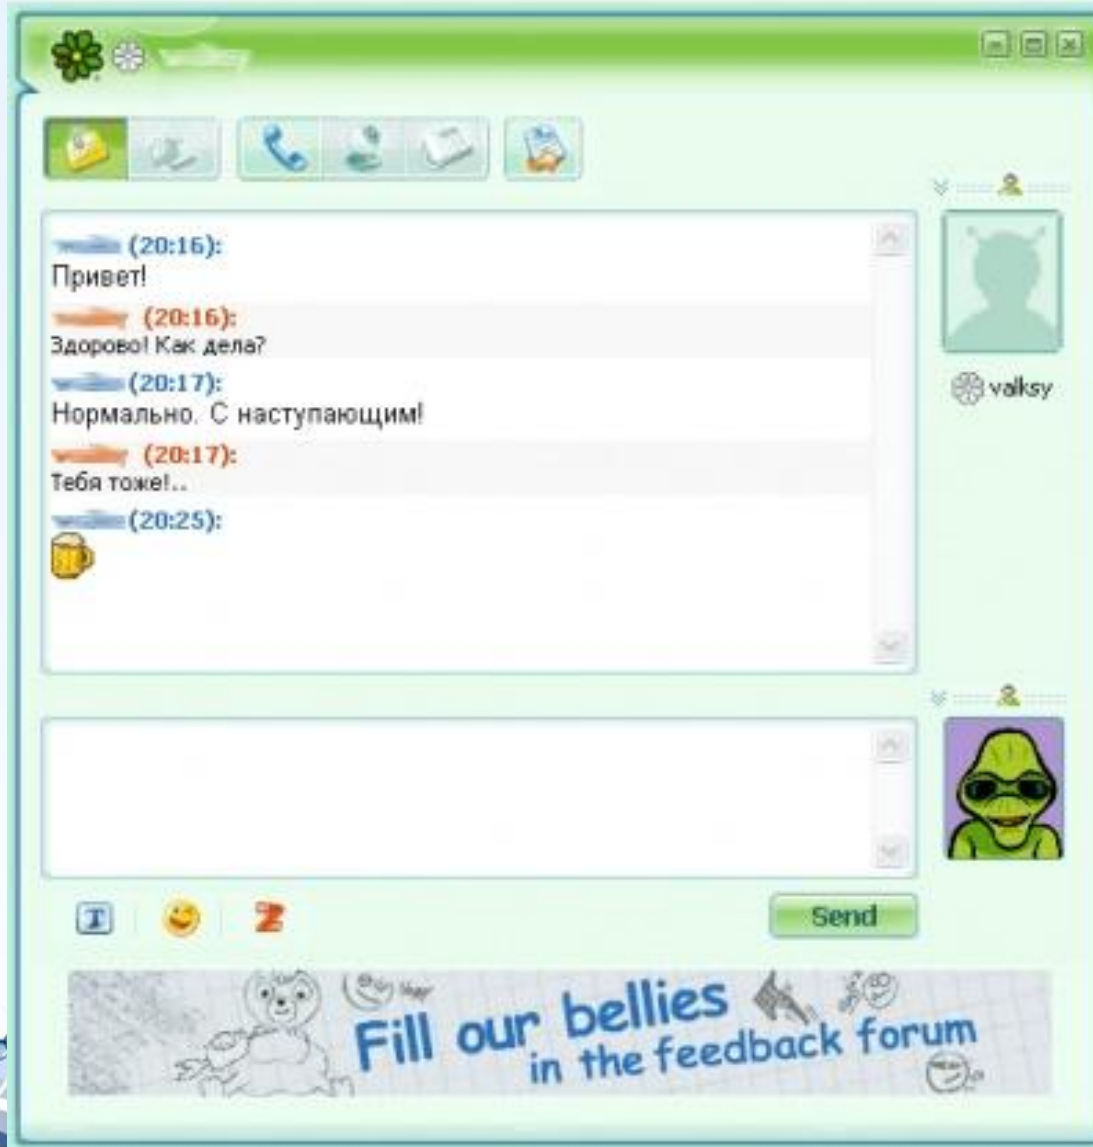 (20:16):
Привет!
(20:16):
Здорово! Как дела?
(20:17):
Нормально. С наступающим!
(20:17):
Тебя тоже!..
(20:25):
valksy
T
Send
Fill our bellies
in the feedback forum